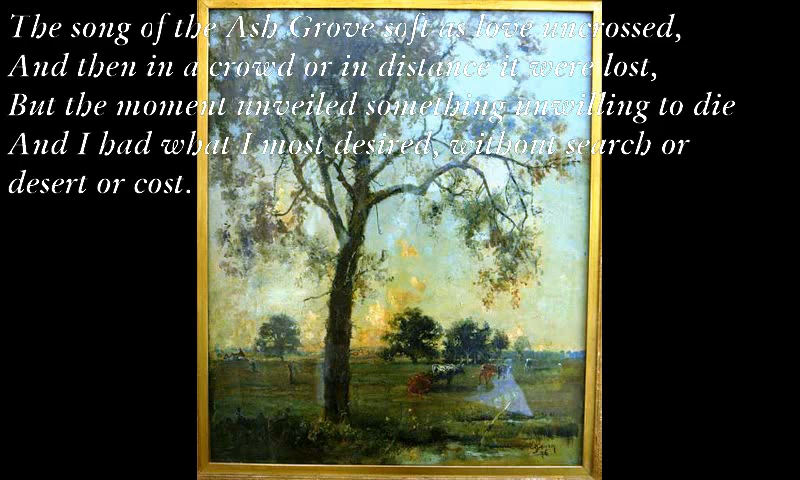 The song of the Ash Grove soft as love uncrossed,
And then in a crowd or in distance it were lost,
But the moment unveiled something unwilling to die
And I had what I most desired, without search or
desert or cost.